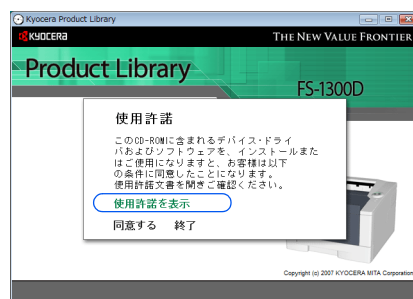 Kyocera Product Library
KYOCERA
THE NEW VALUE FRONTIER
Product Library
FS-1300D
使用許諾
このCD-ROMに含まれるデバイス・ドライ
バおよびソフトウェアを、インストールまた
はご使用になりますと、お客様は以下
の条件に同意したことになります。
使用許諾文書を開きご確認ください。
使用許諾を表示
同意する 終了
Copyright (c) 2007 KYOCERA MITA Corporation